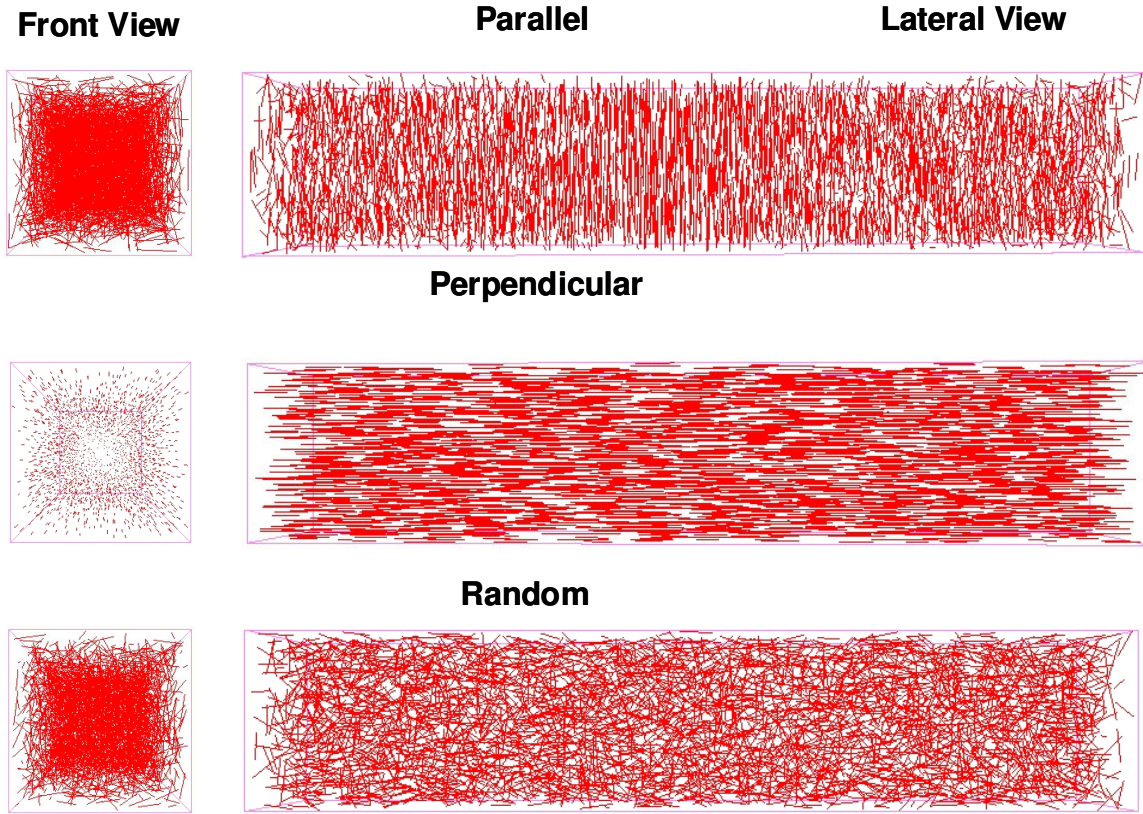 Front View
Parallel
Lateral View
Perpendicular
Random